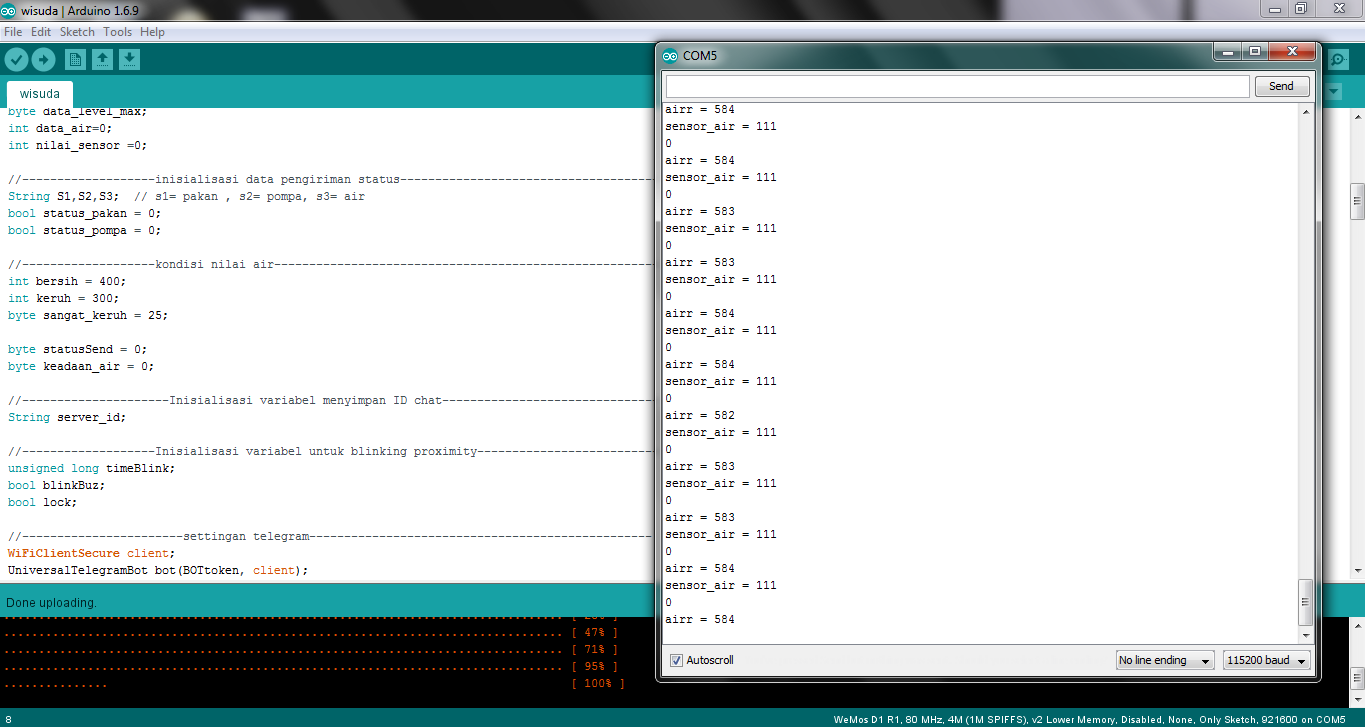 wisuda | Arduino 1.6.9
File Edit Sketch Tools Help
wisuda
byte data_level_max;
int data_air=0;
int nilai_sensor =0;
//-------------------inisialisasi data pengiriman status------------------------------------
String S1,S2,S3;  // s1= pakan , s2= pompa, s3= air
bool status_pakan = 0;
bool status_pompa = 0;
//-------------------kondisi nilai air------------------------------------------------------
int bersih = 400;
int keruh = 300;
byte sangat_keruh = 25;
byte statusSend = 0;
byte keadaan_air = 0;
//---------------------Inisialisasi variabel menyimpan ID chat------------------------------
String server_id;
//-------------------Inisialisasi variabel untuk blinking proximity-------------------------
unsigned long timeBlink;
bool blinkBuz;
bool lock;
//-----------------------settingan telegram-------------------------------------------------
WiFiClientSecure client;
UniversalTelegramBot bot(BOTtoken, client);
Done uploading.
................................................................................ [ 47% ]
................................................................................ [ 71% ]
................................................................................ [ 95% ]
............... [ 100% ]
8
WeMos D1 R1, 80 MHz, 4M (1M SPIFFS), v2 Lower Memory, Disabled, None, Only Sketch, 921600 on COM5
COM5
Send
airr = 584
sensor_air = 111
0
airr = 584
sensor_air = 111
0
airr = 583
sensor_air = 111
0
airr = 583
sensor_air = 111
0
airr = 584
sensor_air = 111
0
airr = 584
sensor_air = 111
0
airr = 582
sensor_air = 111
0
airr = 583
sensor_air = 111
0
airr = 583
sensor_air = 111
0
airr = 584
sensor_air = 111
0
airr = 584
Autoscroll
No line ending
115200 baud